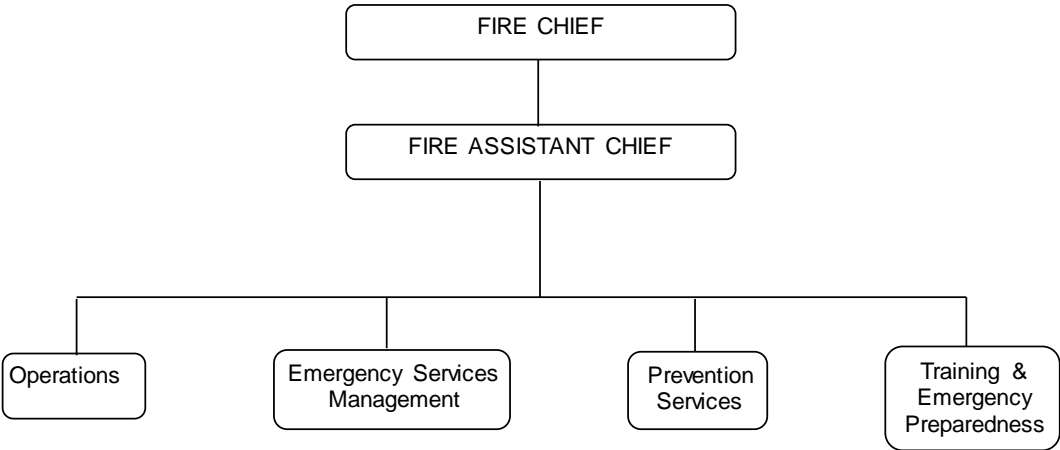 FIRE CHIEF
FIRE ASSISTANT CHIEF
Operations
Emergency Services
Management
Prevention
Services
Training &
Emergency
Preparedness